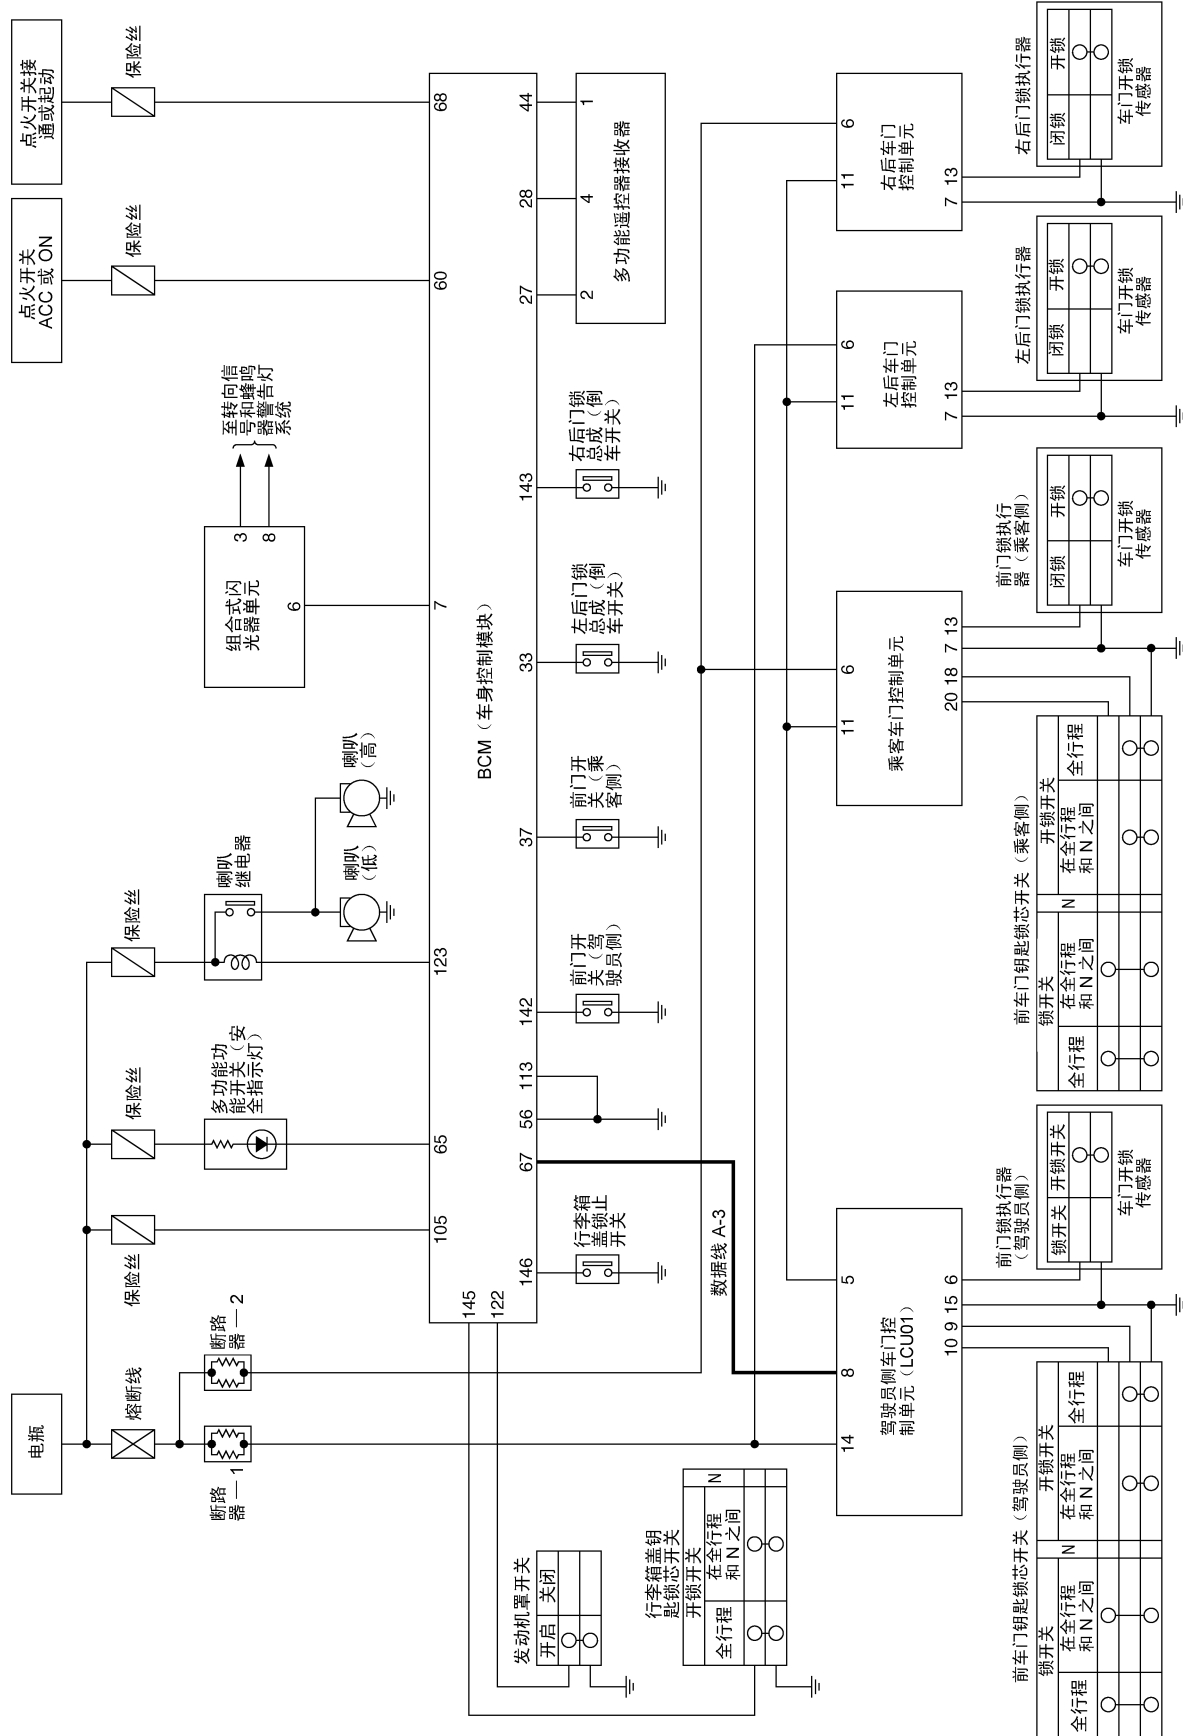 电瓶
点火开关
ACC 或 ON
点火开关接
通或起动
熔断线
保险丝
保险丝
保险丝
保险丝
保险丝
断路
器—1
断路
器—2
多功能功
能开关（安
全指示灯）
喇叭
继电器
喇叭
（低）
喇叭
（高）
组合式闪
光器单元
3
8
6
至转向信
号和蜂鸣
器警告灯
系统
105
65
123
7
60
68
BCM（车身控制模块）
145
122
146
67
56
113
142
37
33
143
27
28
44
行李箱
盖锁止
开关
前门开
关（驾
驶员侧）
前门开
关（乘
客侧）
左后门锁
总成（倒
车开关）
右后门锁
总成（倒
车开关）
2
4
1
多功能遥控器接收器
数据线 A-3
发动机罩开关
开启
关闭
行李箱盖钥
匙锁芯开关
开锁开关
全行程
在全行程
和 N 之间
N
14
8
5
驾驶员侧车门控
制单元（LCU01）
10
9
15
6
11
6
乘客车门控制单元
20
18
7
13
11
6
左后车门
控制单元
7
13
11
6
右后车门
控制单元
7
13
前车门钥匙锁芯开关（驾驶员侧）
锁开关
开锁开关
全行程
在全行程
和 N 之间
N
在全行程
和 N 之间
全行程
前门锁执行器
（驾驶员侧）
锁开关
开锁开关
车门开锁
传感器
前车门钥匙锁芯开关（乘客侧）
锁开关
开锁开关
全行程
在全行程
和 N 之间
N
在全行程
和 N 之间
全行程
前门锁执行
器（乘客侧）
闭锁
开锁
车门开锁
传感器
左后门锁执行器
闭锁
开锁
车门开锁
传感器
右后门锁执行器
闭锁
开锁
车门开锁
传感器